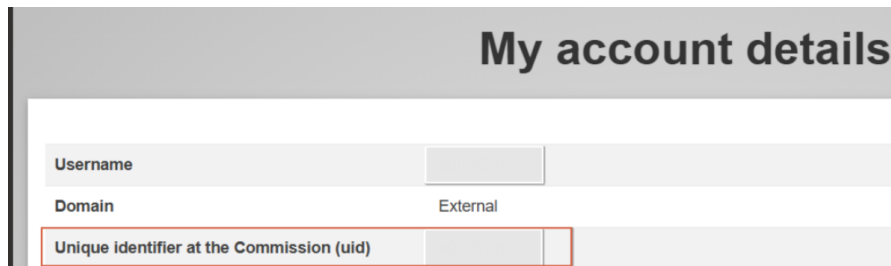 My account details
Username
Domain External
Unique identifier at the Commission (uid)